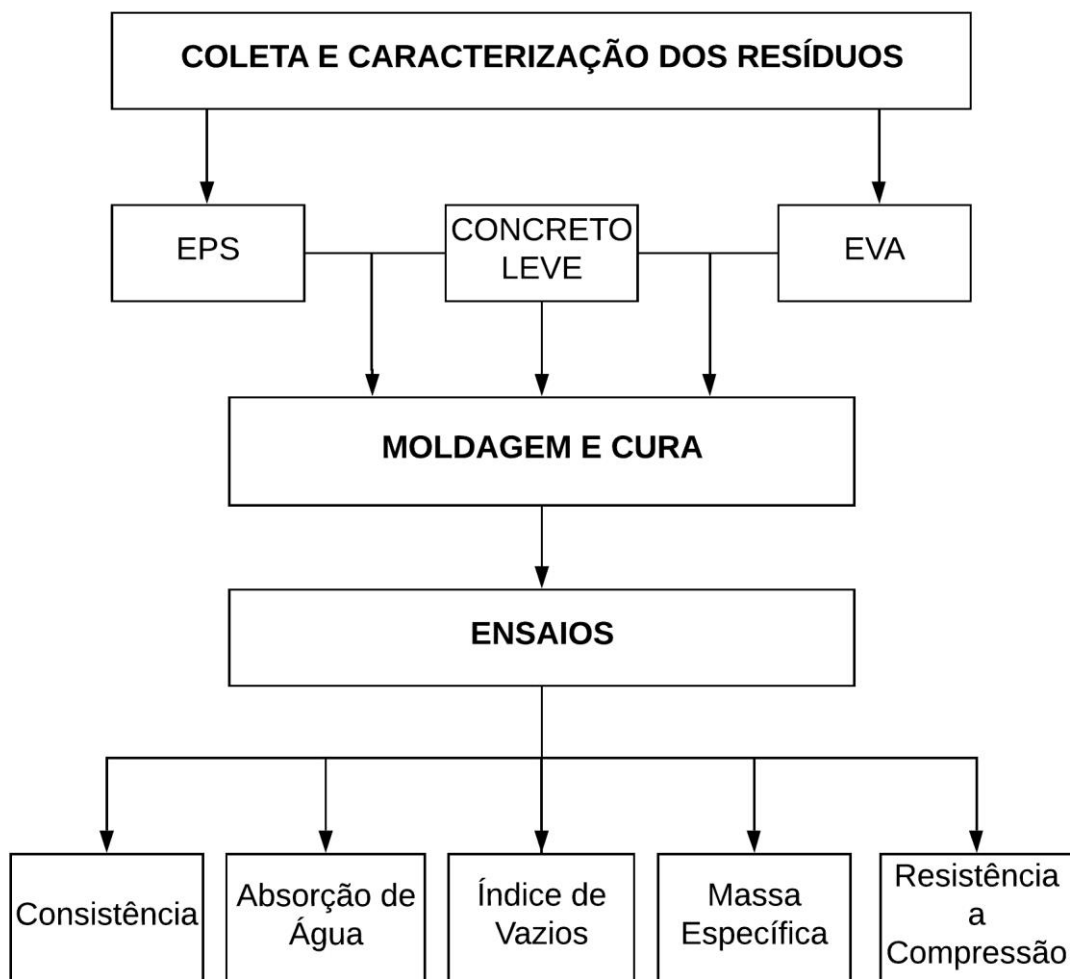 COLETA E CARACTERIZAÇÃO DOS RESÍDUOS
EPS
CONCRETO
LEVE
EVA
MOLDAGEM E CURA
ENSAIOS
Consistência
Absorção de
Água
Índice de
Vazios
Massa
Específica
Resistência
a
Compressão